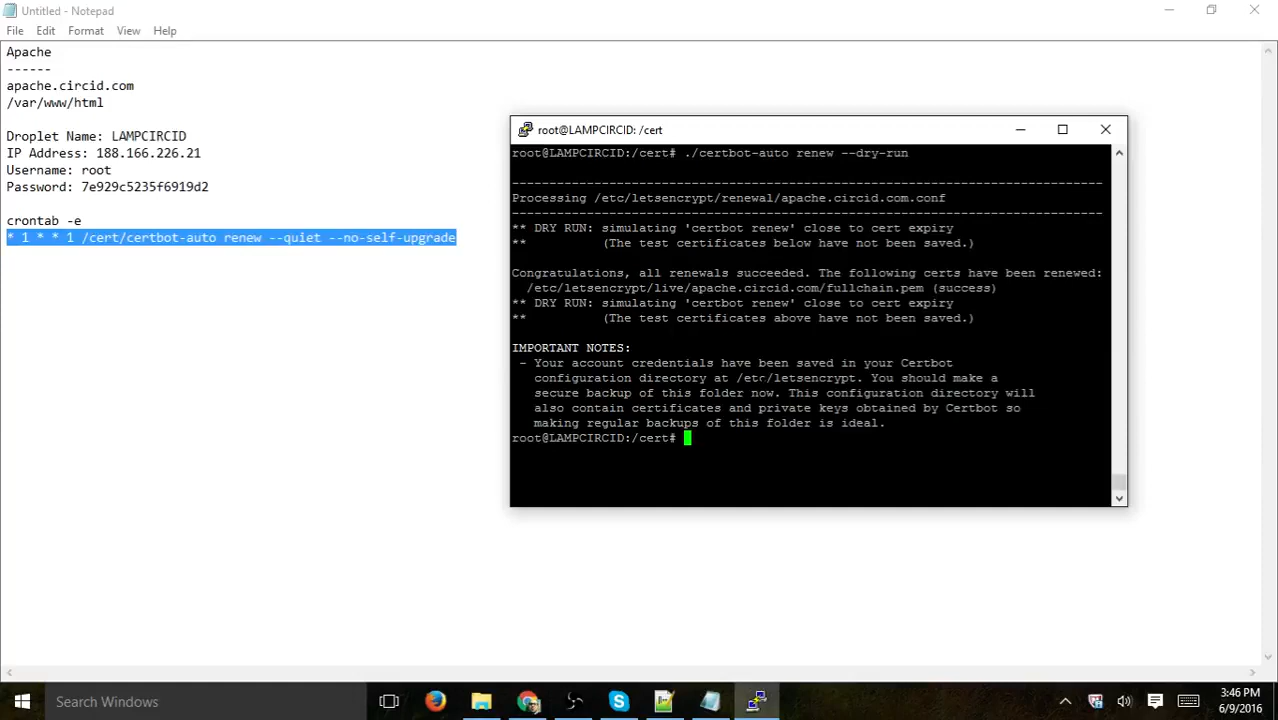 Untitled - Notepad
File Edit Format View Help
Apache
------
apache.circid.com
/var/www/html
Droplet Name: LAMPCIRCID
IP Address: 188.166.226.21
Username: root
Password: 7e929c5235f6919d2
crontab -e
* 1 * * 1 /cert/certbot-auto renew --quiet --no-self-upgrade
root@LAMPCIRCID: /cert
root@LAMPCIRCID:/cert# ./certbot-auto renew --dry-run
-------------------------------------------------------------------------------
Processing /etc/letsencrypt/renewal/apache.circid.com.conf
-------------------------------------------------------------------------------
** DRY RUN: simulating 'certbot renew' close to cert expiry
**          (The test certificates below have not been saved.)
Congratulations, all renewals succeeded. The following certs have been renewed:
  /etc/letsencrypt/live/apache.circid.com/fullchain.pem (success)
** DRY RUN: simulating 'certbot renew' close to cert expiry
**          (The test certificates above have not been saved.)
IMPORTANT NOTES:
 - Your account credentials have been saved in your Certbot
   configuration directory at /etc/letsencrypt. You should make a
   secure backup of this folder now. This configuration directory will
   also contain certificates and private keys obtained by Certbot so
   making regular backups of this folder is ideal.
root@LAMPCIRCID:/cert#
Search Windows
3:46 PM
6/9/2016